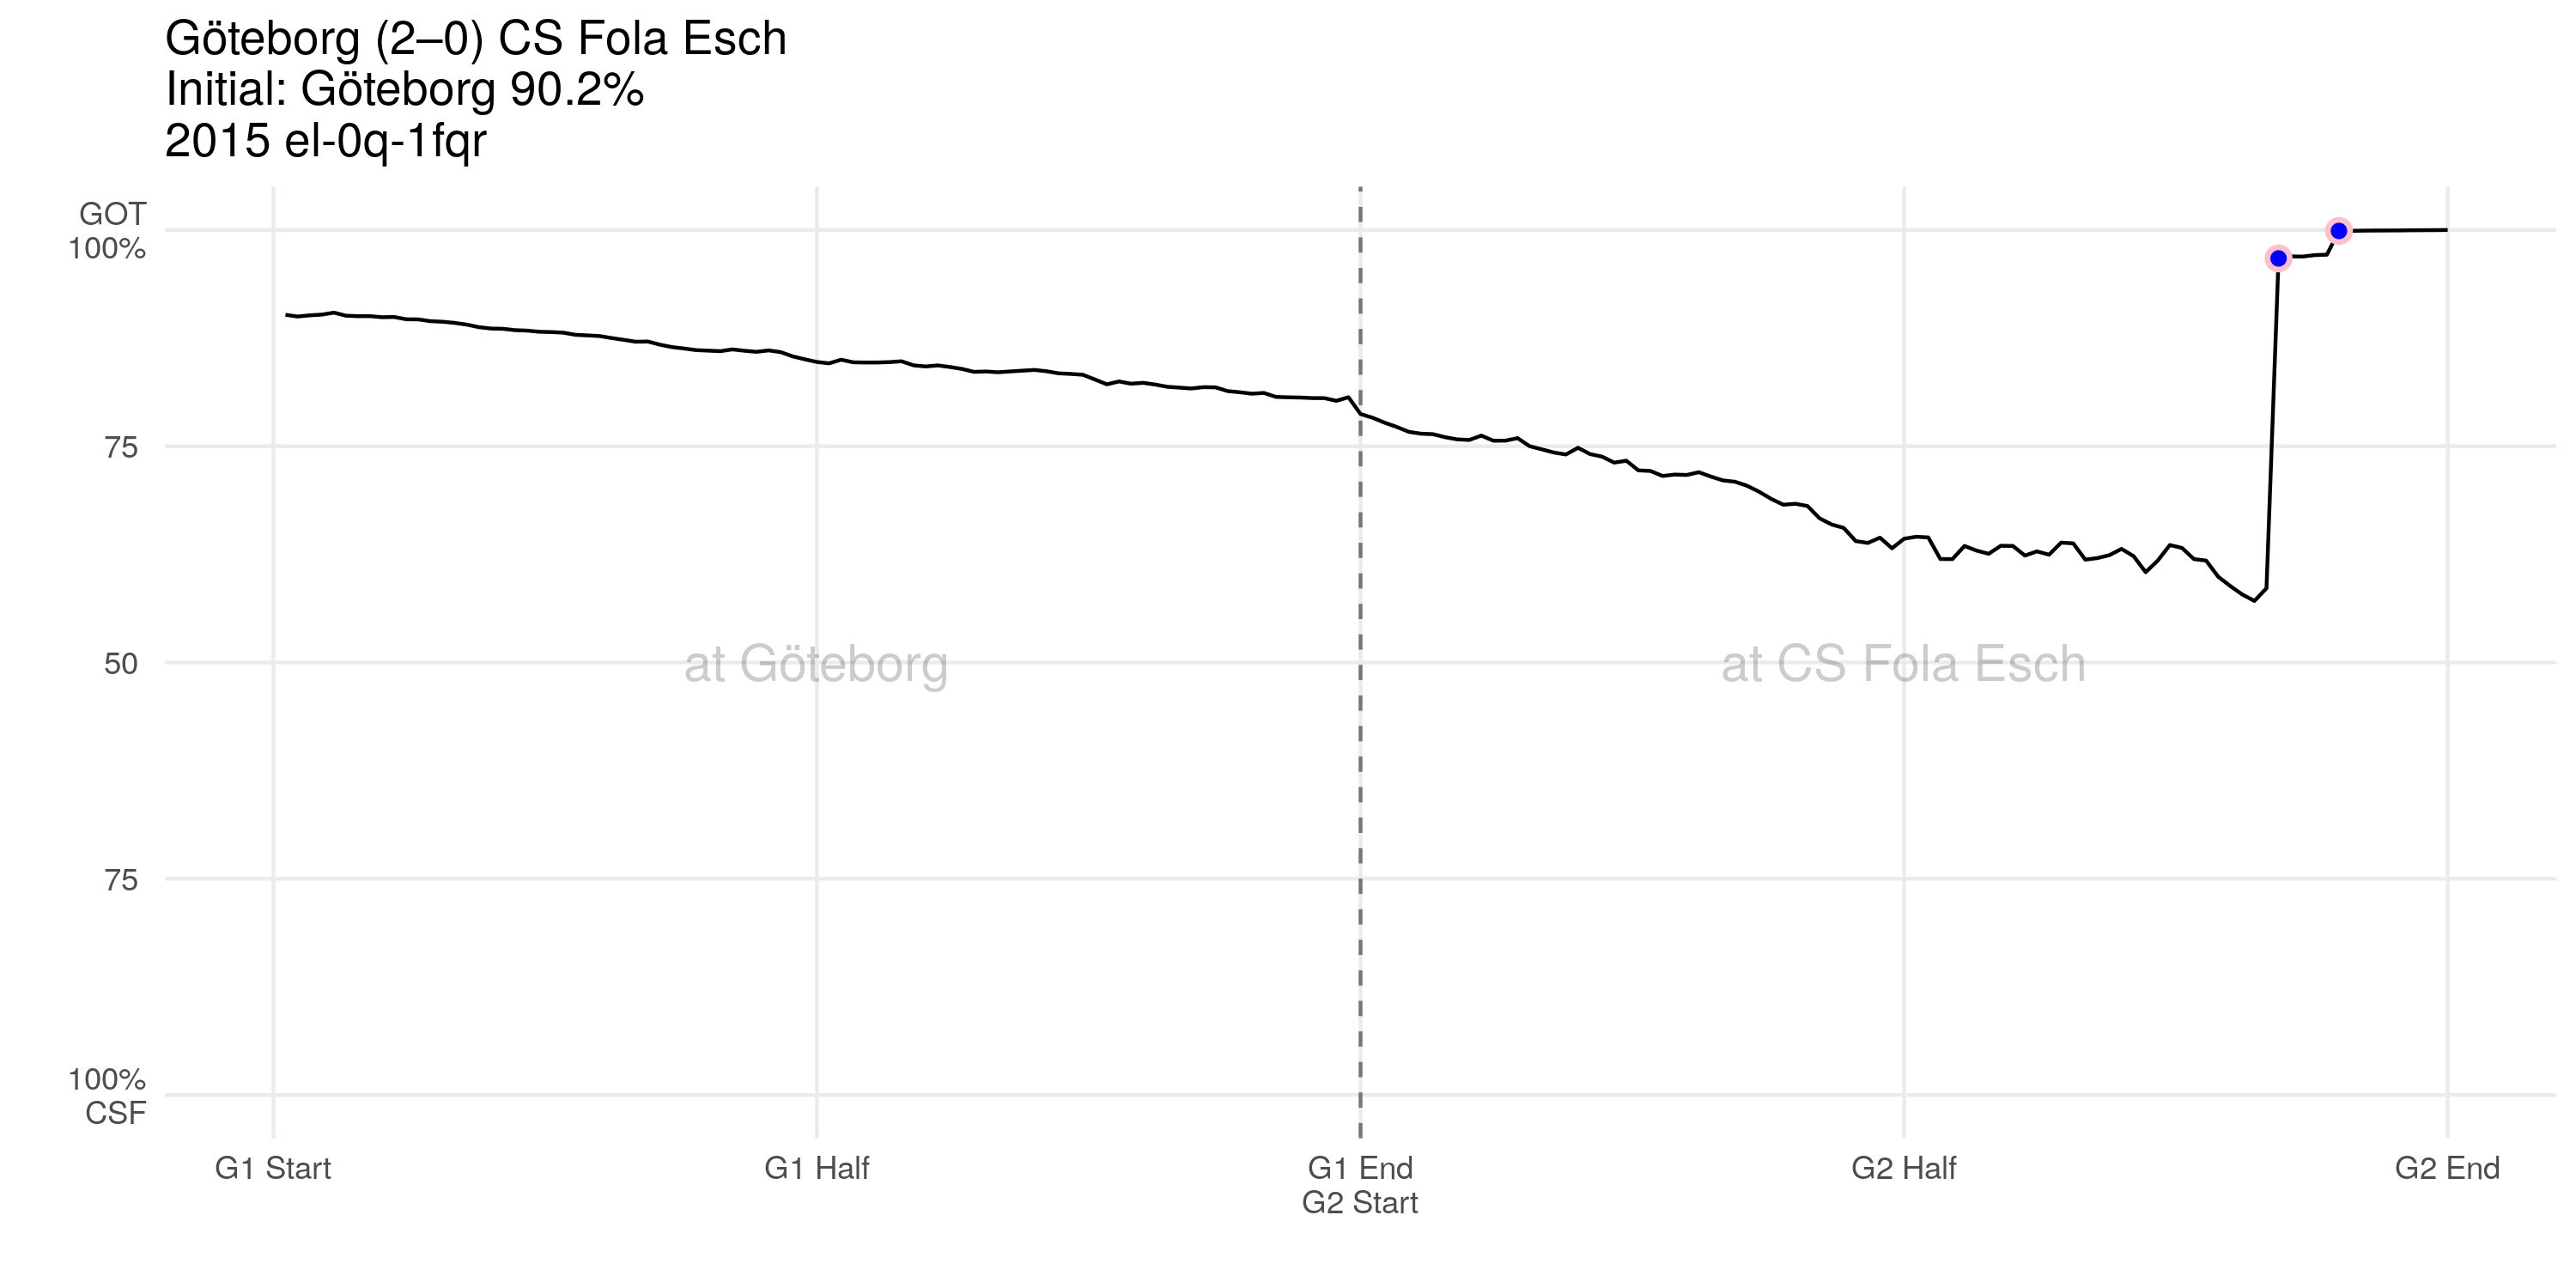 Göteborg (2–0) CS Fola Esch
Initial: Göteborg 90.2%
2015 el-0q-1fqr
GOT
100%
75
50
75
100%
CSF
at Göteborg
at CS Fola Esch
G1 Start
G1 Half
G1 End
G2 Start
G2 Half
G2 End